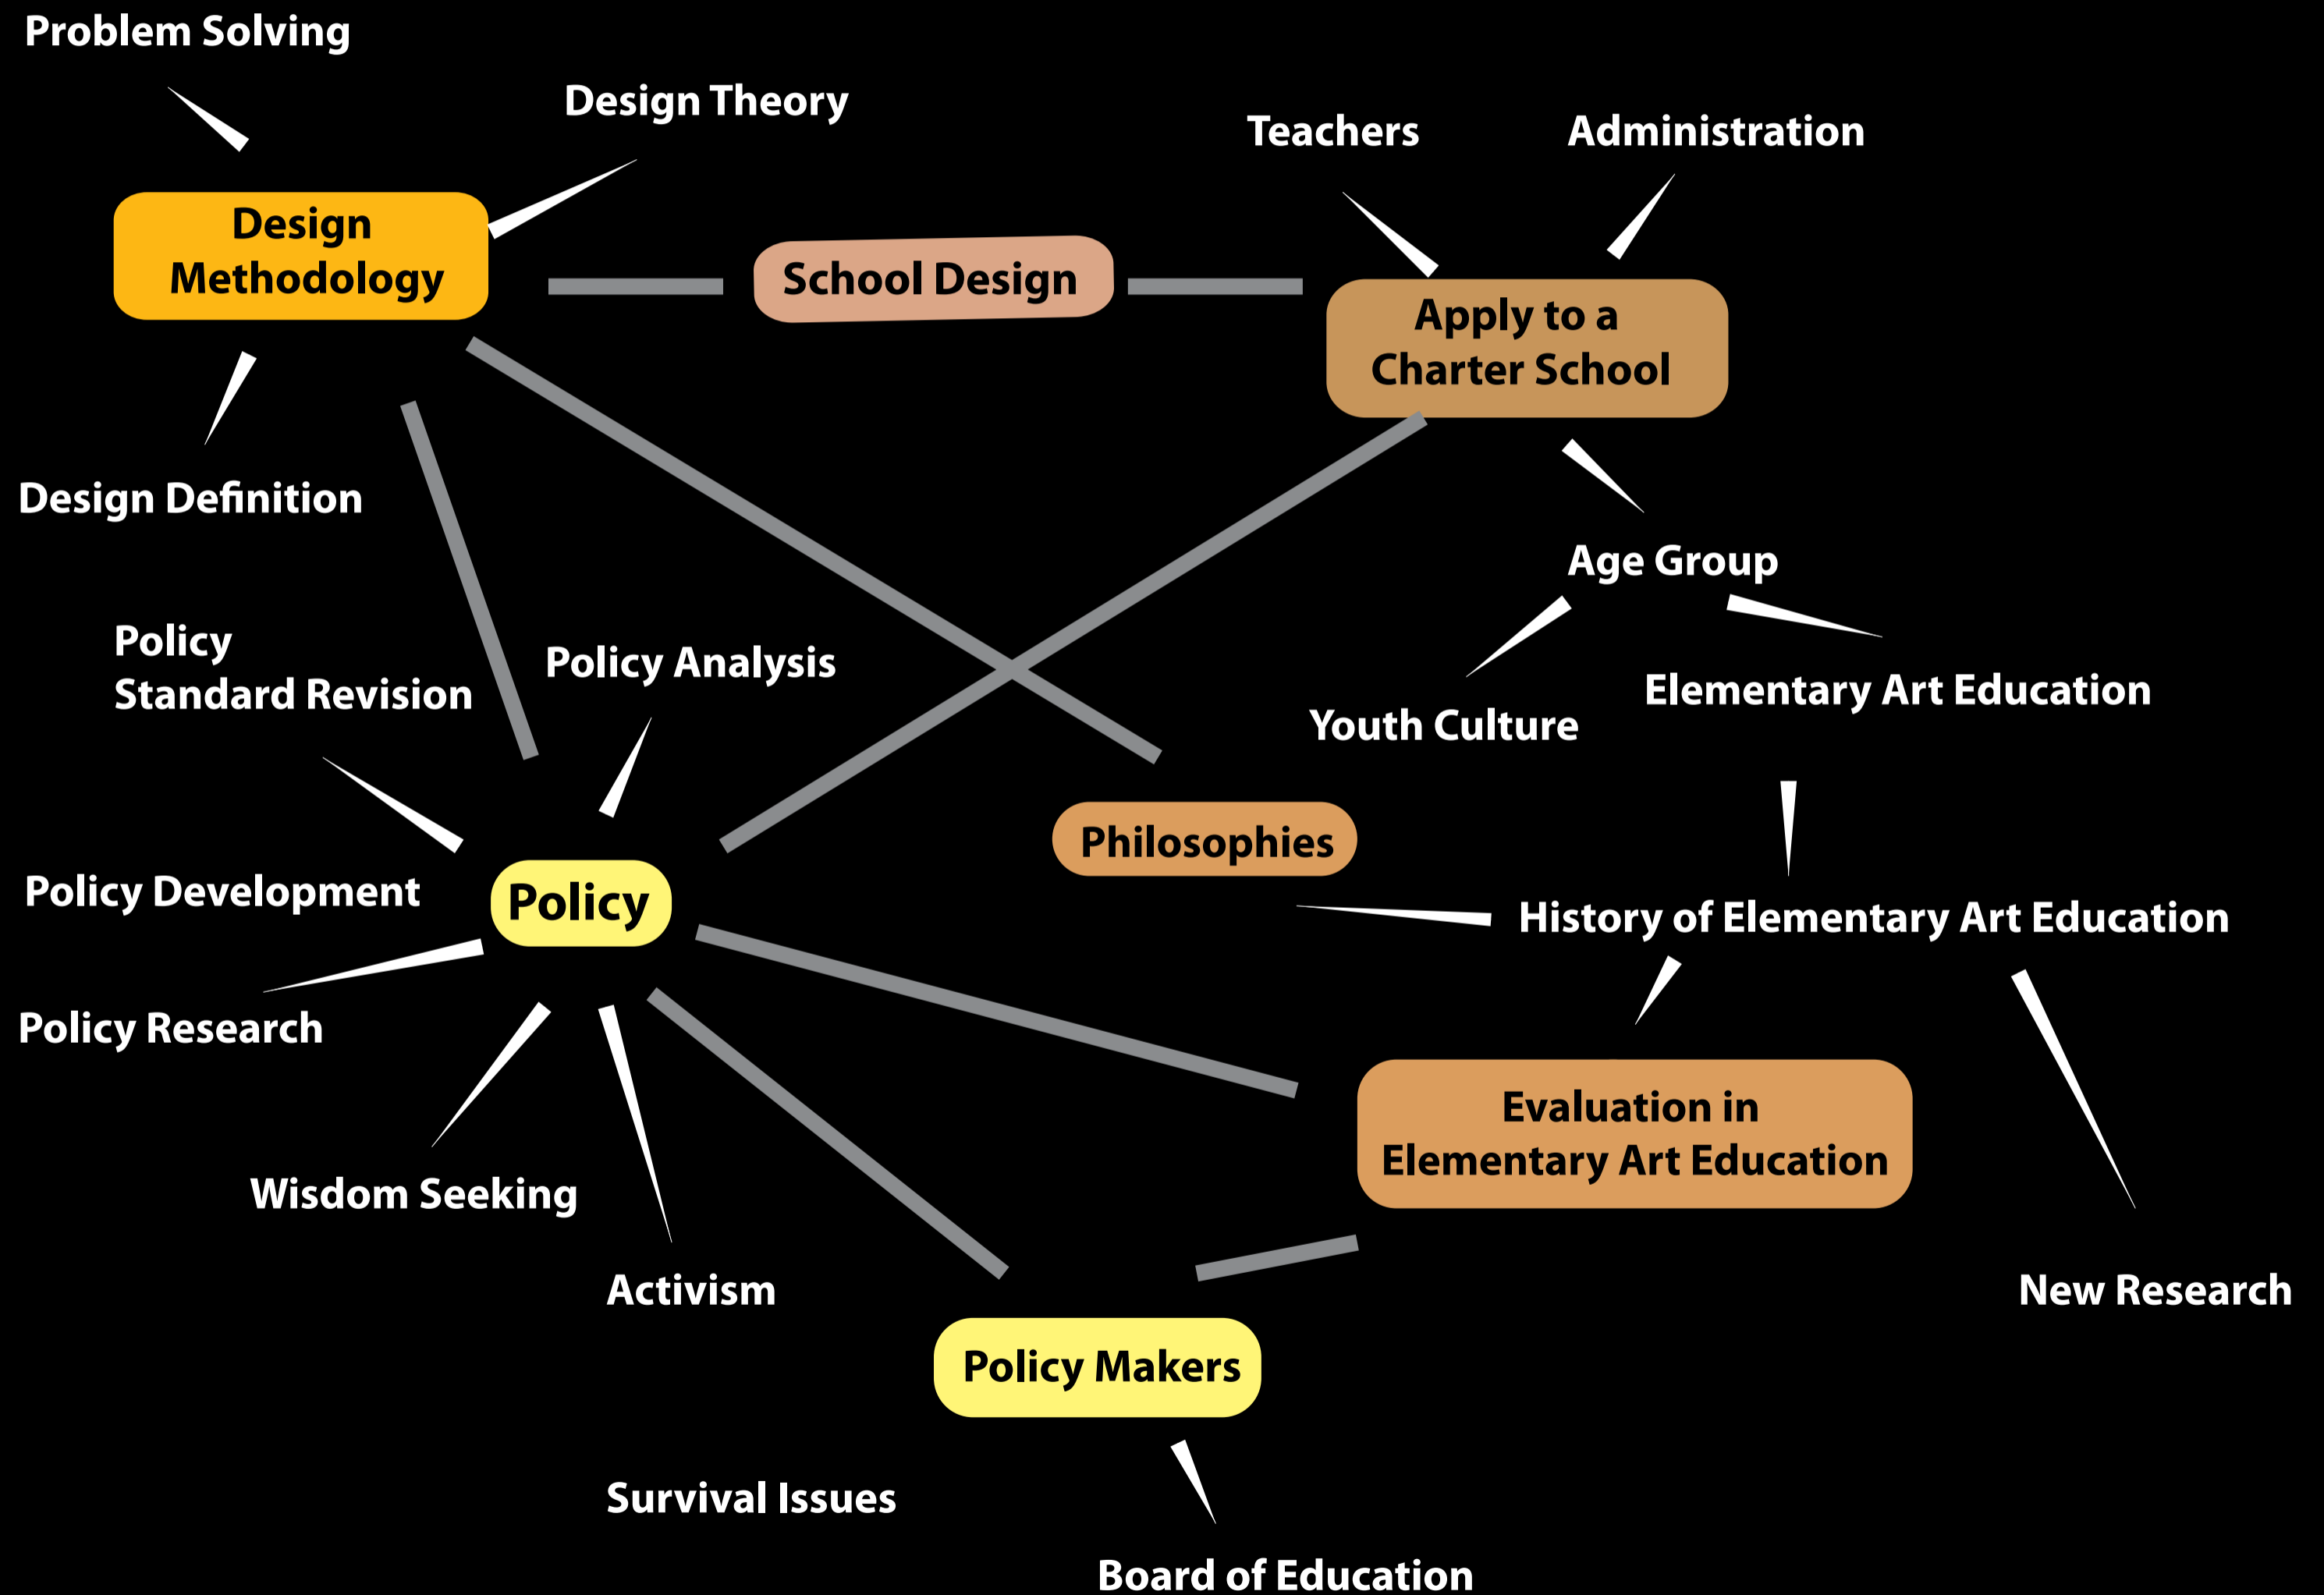 Problem Solving
Design Theory
Teachers
Administration
Design
Methodology
School Design
Apply to a
Charter School
Design Definition
Age Group
Policy
Standard Revision
Policy Analysis
Youth Culture
Elementary Art Education
Philosophies
Policy Development
Policy
History of Elementary Art Education
Policy Research
Evaluation in
Elementary Art Education
Wisdom Seeking
Activism
New Research
Policy Makers
Survival Issues
Board of Education